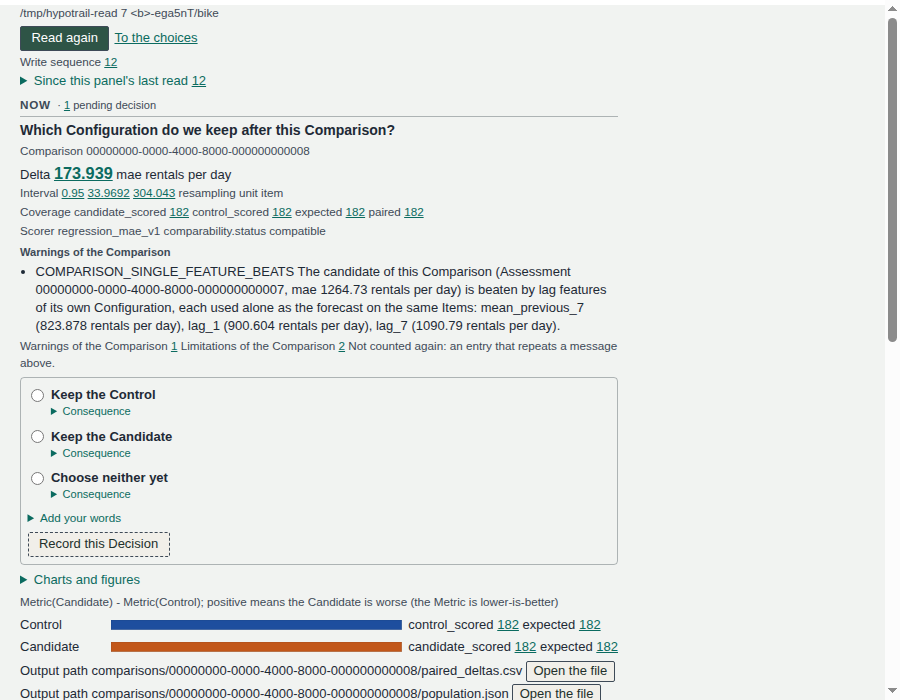 /tmp/hypotrail-read 7 <b>-ega5nT/bike
Read again To the choices
Write sequence 12
Since this panel's last read 12
NOW · 1 pending decision
Which Configuration do we keep after this Comparison?
Comparison 00000000-0000-4000-8000-000000000008
Delta 173.939 mae rentals per day
Interval 0.95 33.9692 304.043 resampling unit item
Coverage candidate_scored 182 control_scored 182 expected 182 paired 182
Scorer regression_mae_v1 comparability.status compatible
Warnings of the Comparison
• COMPARISON_SINGLE_FEATURE_BEATS The candidate of this Comparison (Assessment
00000000-0000-4000-8000-000000000007, mae 1264.73 rentals per day) is beaten by lag features
of its own Configuration, each used alone as the forecast on the same Items: mean_previous_7
(823.878 rentals per day), lag_1 (900.604 rentals per day), lag_7 (1090.79 rentals per day).
Warnings of the Comparison 1 Limitations of the Comparison 2 Not counted again: an entry that repeats a message
above.
Keep the Control
Consequence
Keep the Candidate
Consequence
Choose neither yet
Consequence
Add your words
Record this Decision
Charts and figures
Metric(Candidate) - Metric(Control); positive means the Candidate is worse (the Metric is lower-is-better)
Control control_scored 182 expected 182
Candidate candidate_scored 182 expected 182
Output path comparisons/00000000-0000-4000-8000-000000000008/paired_deltas.csv Open the file
Output path comparisons/00000000-0000-4000-8000-000000000008/population.json Open the file